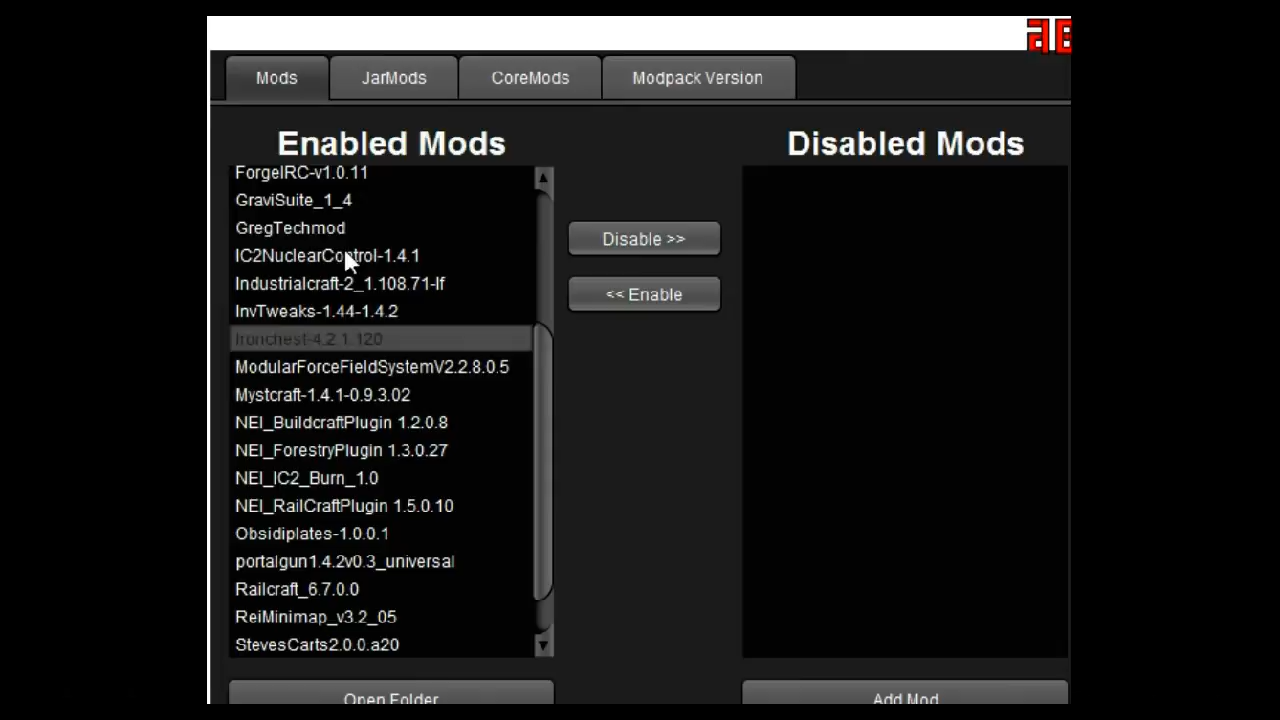 Mods JarMods CoreMods Modpack Version
Enabled Mods Disabled Mods
ForgeIRC-v1.0.11
GraviSuite_1_4
GregTechmod
Disable >>
IC2NuclearControl-1.4.1
Industrialcraft-2_1.108.71-lf
<< Enable
InvTweaks-1.44-1.4.2
Ironchest-4.2.1.120
ModularForceFieldSystemV2.2.8.0.5
Mystcraft-1.4.1-0.9.3.02
NEI_BuildcraftPlugin 1.2.0.8
NEI_ForestryPlugin 1.3.0.27
NEI_IC2_Burn_1.0
NEI_RailCraftPlugin 1.5.0.10
Obsidiplates-1.0.0.1
portalgun1.4.2v0.3_universal
Railcraft_6.7.0.0
ReiMinimap_v3.2_05
StevesCarts2.0.0.a20
Open Folder Add Mod